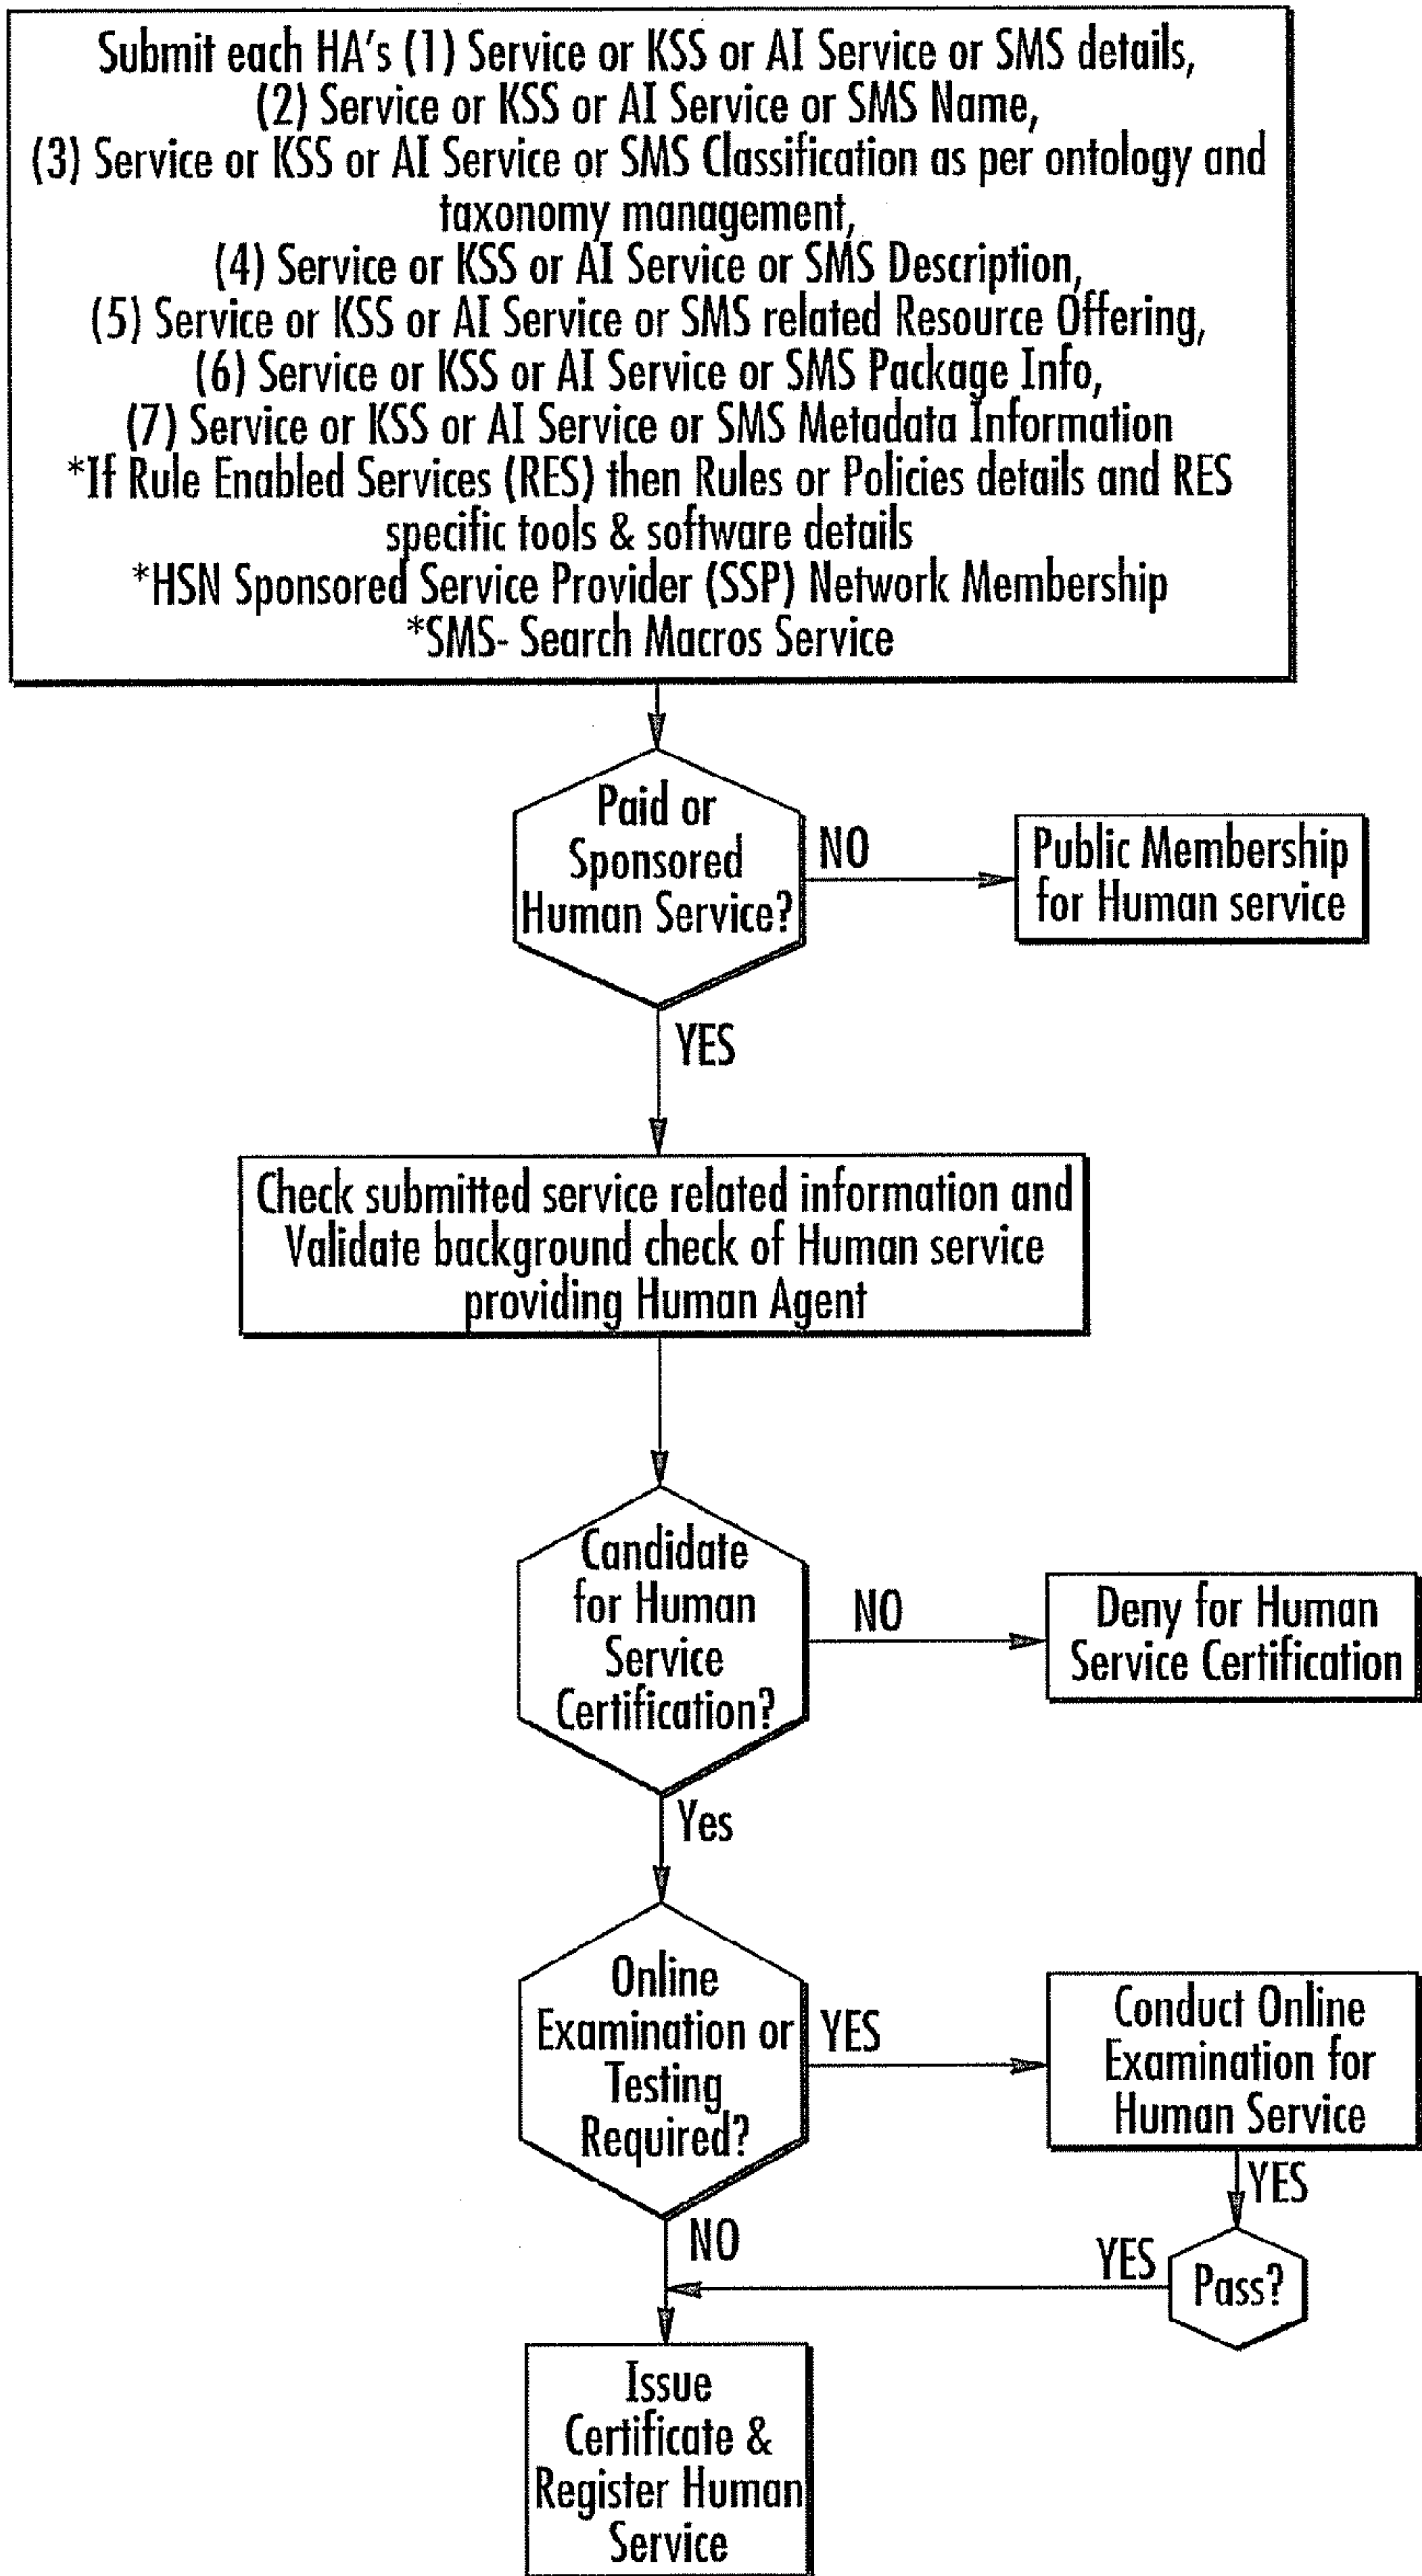 Submit each HA's (1) Service or KSS or AI Service or SMS details,
(2) Service or KSS or AI Service or SMS Name,
(3) Service or KSS or AI Service or SMS Classification as per ontology and
taxonomy management,
(4) Service or KSS or AI Service or SMS Description,
(5) Service or KSS or AI Service or SMS related Resource Offering,
(6) Service or KSS or AI Service or SMS Package Info,
(7) Service or KSS or AI Service or SMS Metadata Information
*If Rule Enabled Services (RES) then Rules or Policies details and RES
specific tools & software details
*HSN Sponsored Service Provider (SSP) Network Membership
*SMS- Search Macros Service
Paid or
Sponsored
Human Service?
NO
Public Membership
for Human service
YES
Check submitted service related information and
Validate background check of Human service
providing Human Agent
Candidate
for Human
Service
Certification?
NO
Deny for Human
Service Certification
Yes
Online
Examination or
Testing
Required?
YES
Conduct Online
Examination for
Human Service
YES
NO
YES
Pass?
Issue
Certificate &
Register Human
Service